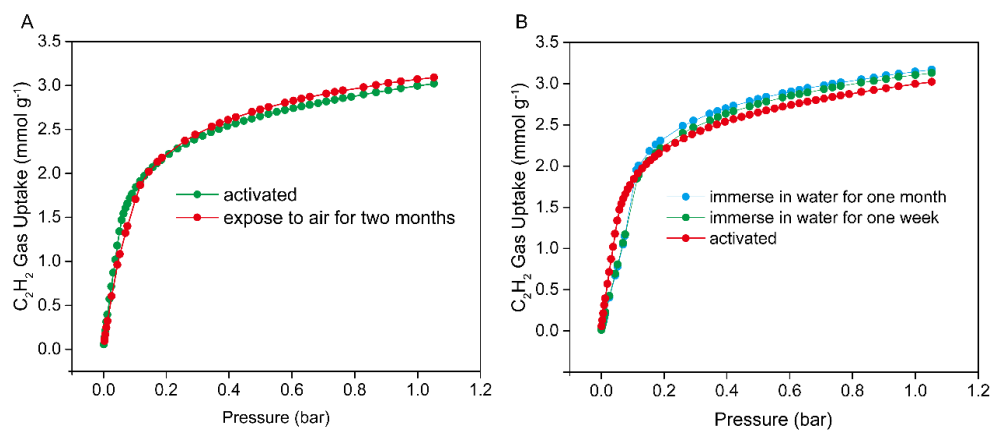 A
C₂H₂ Gas Uptake (mmol g⁻¹)
3.5
3.0
2.5
2.0
1.5
1.0
0.5
0.0
activated
expose to air for two months
0.0 0.2 0.4 0.6 0.8 1.0 1.2
Pressure (bar)
B
C₂H₂ Gas Uptake (mmol g⁻¹)
3.5
3.0
2.5
2.0
1.5
1.0
0.5
0.0
immerse in water for one month
immerse in water for one week
activated
0.0 0.2 0.4 0.6 0.8 1.0 1.2
Pressure (bar)